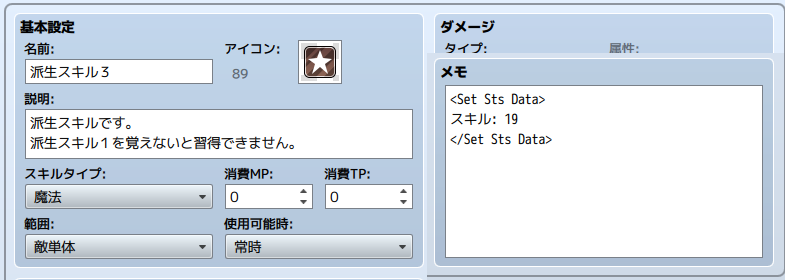 基本設定
名前:
アイコン:
派生スキル３
89
説明:
派生スキルです。
派生スキル１を覚えないと習得できません。
スキルタイプ:
消費MP:
消費TP:
魔法
0
0
範囲:
使用可能時:
敵単体
常時
ダメージ
タイプ:
属性:
メモ
<Set Sts Data>
スキル: 19
</Set Sts Data>